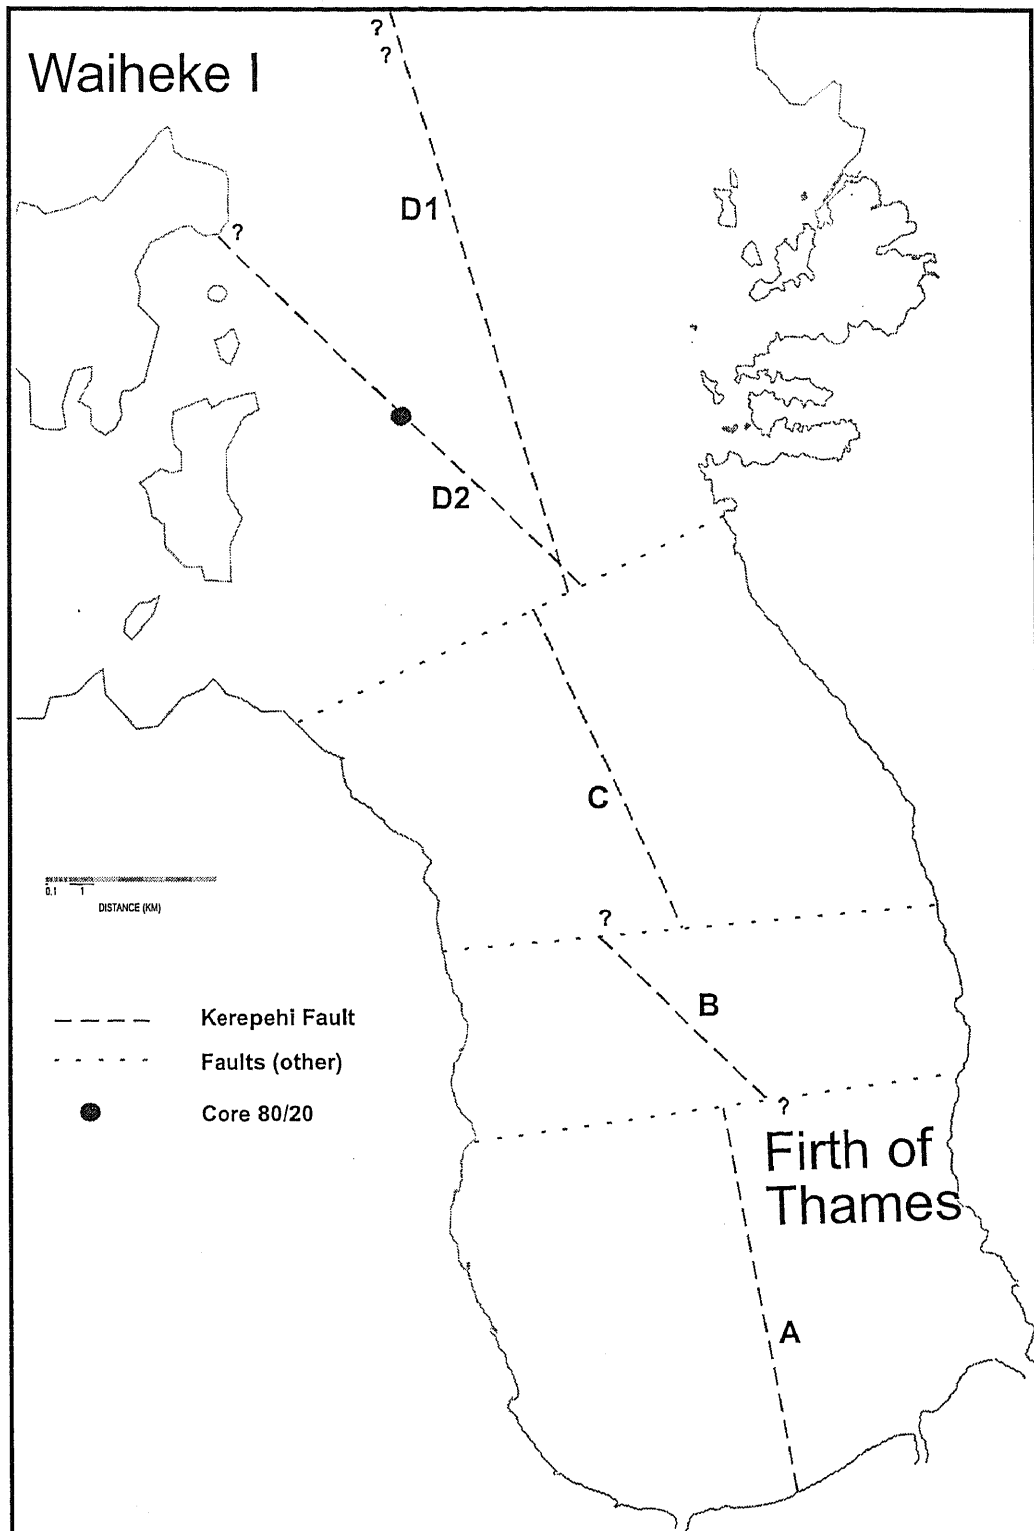 ?
?
Waiheke I
D1
?
D2
C
0.1 1
DISTANCE (KM)
?
B
Kerepehi Fault
Faults (other)
Core 80/20
?
Firth of
Thames
A